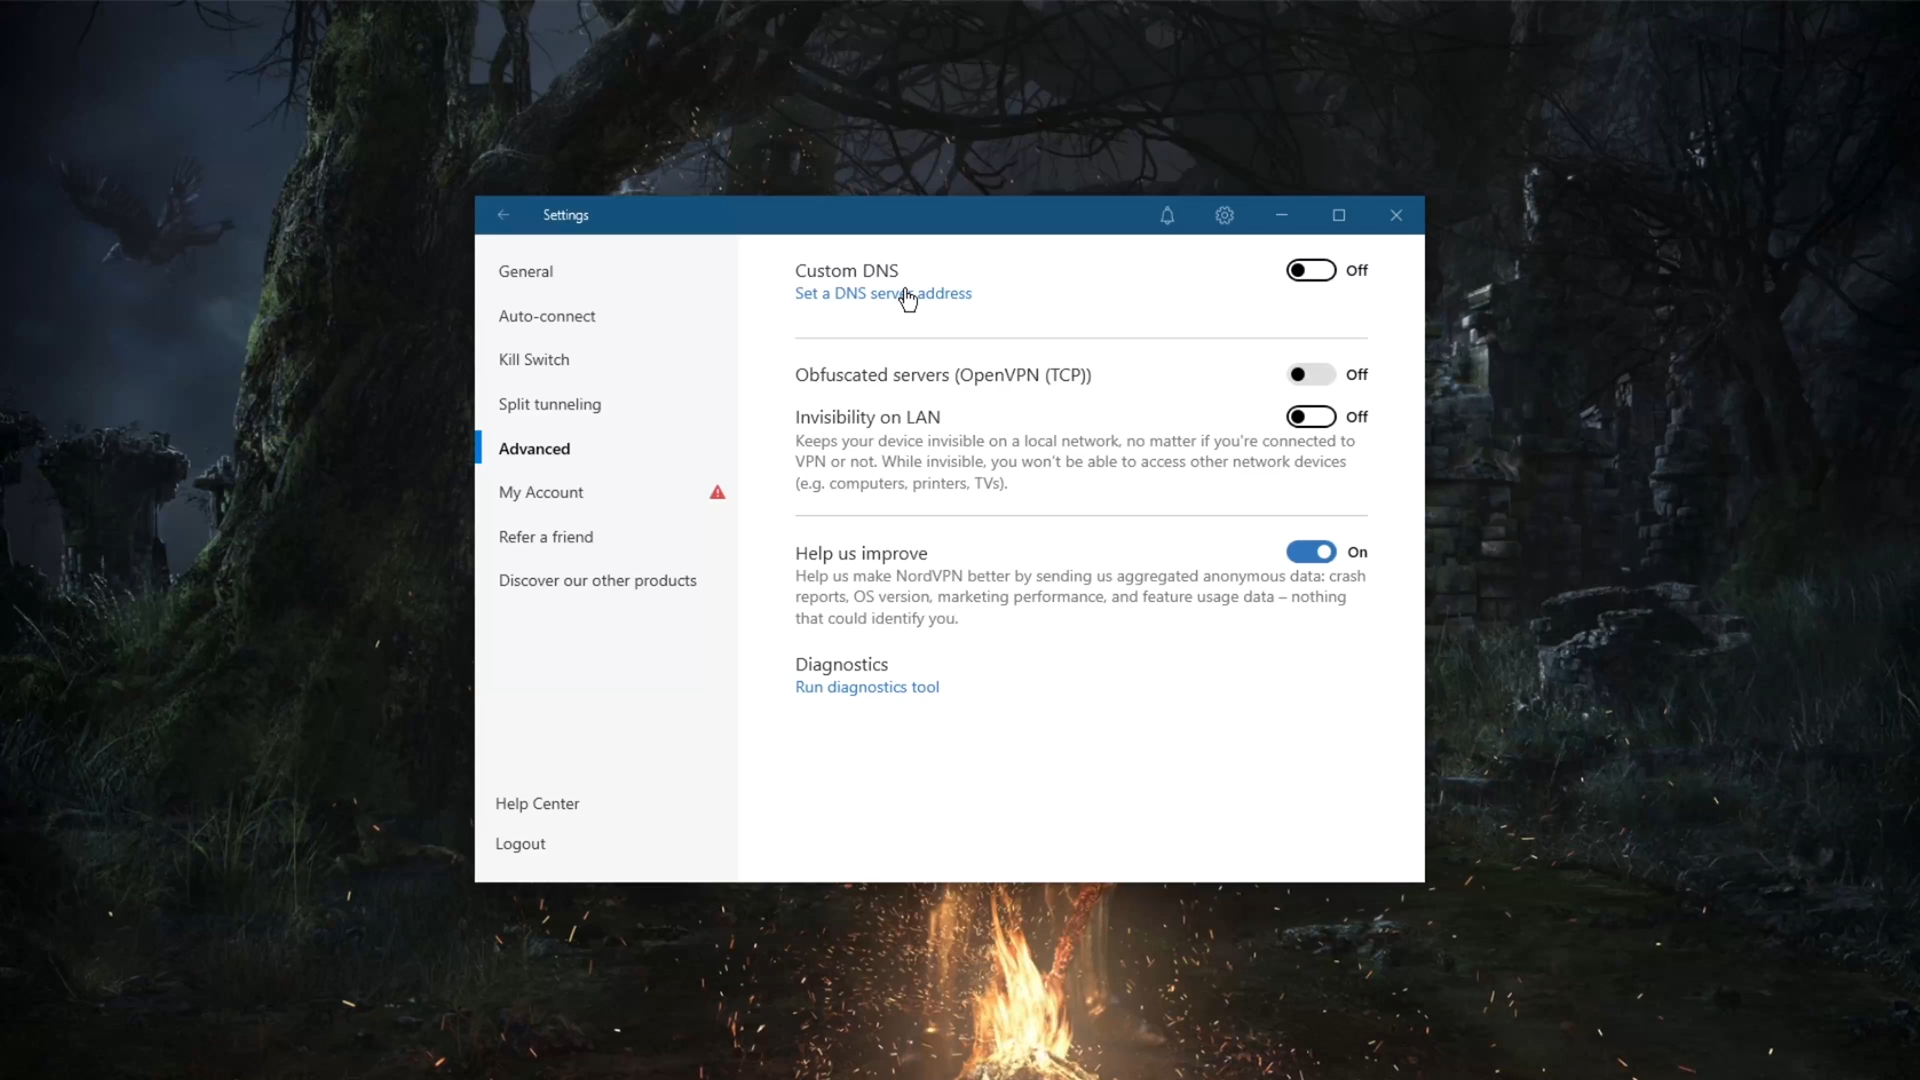 Settings
General
Auto-connect
Kill Switch
Split tunneling
Advanced
My Account
Refer a friend
Discover our other products
Help Center
Logout
Custom DNS
Off
Set a DNS server address
Obfuscated servers (OpenVPN (TCP))
Off
Invisibility on LAN
Off
Keeps your device invisible on a local network, no matter if you're connected to
VPN or not. While invisible, you won't be able to access other network devices
(e.g. computers, printers, TVs).
Help us improve
On
Help us make NordVPN better by sending us aggregated anonymous data: crash
reports, OS version, marketing performance, and feature usage data – nothing
that could identify you.
Diagnostics
Run diagnostics tool